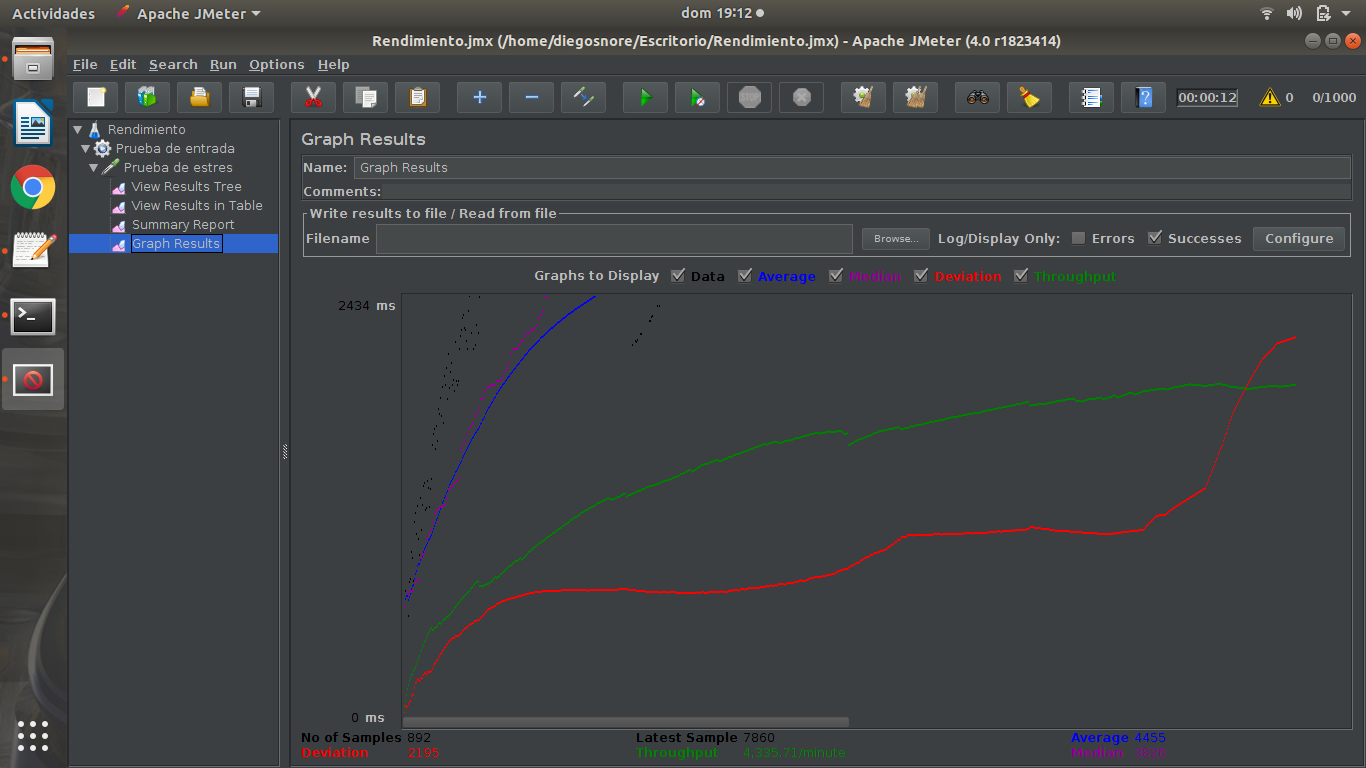 Actividades Apache JMeter dom 19:12
Rendimiento.jmx (/home/diegosnore/Escritorio/Rendimiento.jmx) - Apache JMeter (4.0 r1823414)
File Edit Search Run Options Help
00:00:12 0 0/1000
Rendimiento
Prueba de entrada
Prueba de estres
View Results Tree
View Results in Table
Summary Report
Graph Results
Graph Results
Name: Graph Results
Comments:
Write results to file / Read from file
Filename Browse... Log/Display Only: Errors Successes Configure
Graphs to Display Data Average Median Deviation Throughput
2434 ms
0 ms
No of Samples 892 Latest Sample 7860 Average 4455
Deviation 2195 Throughput 4,335.71/minute Median